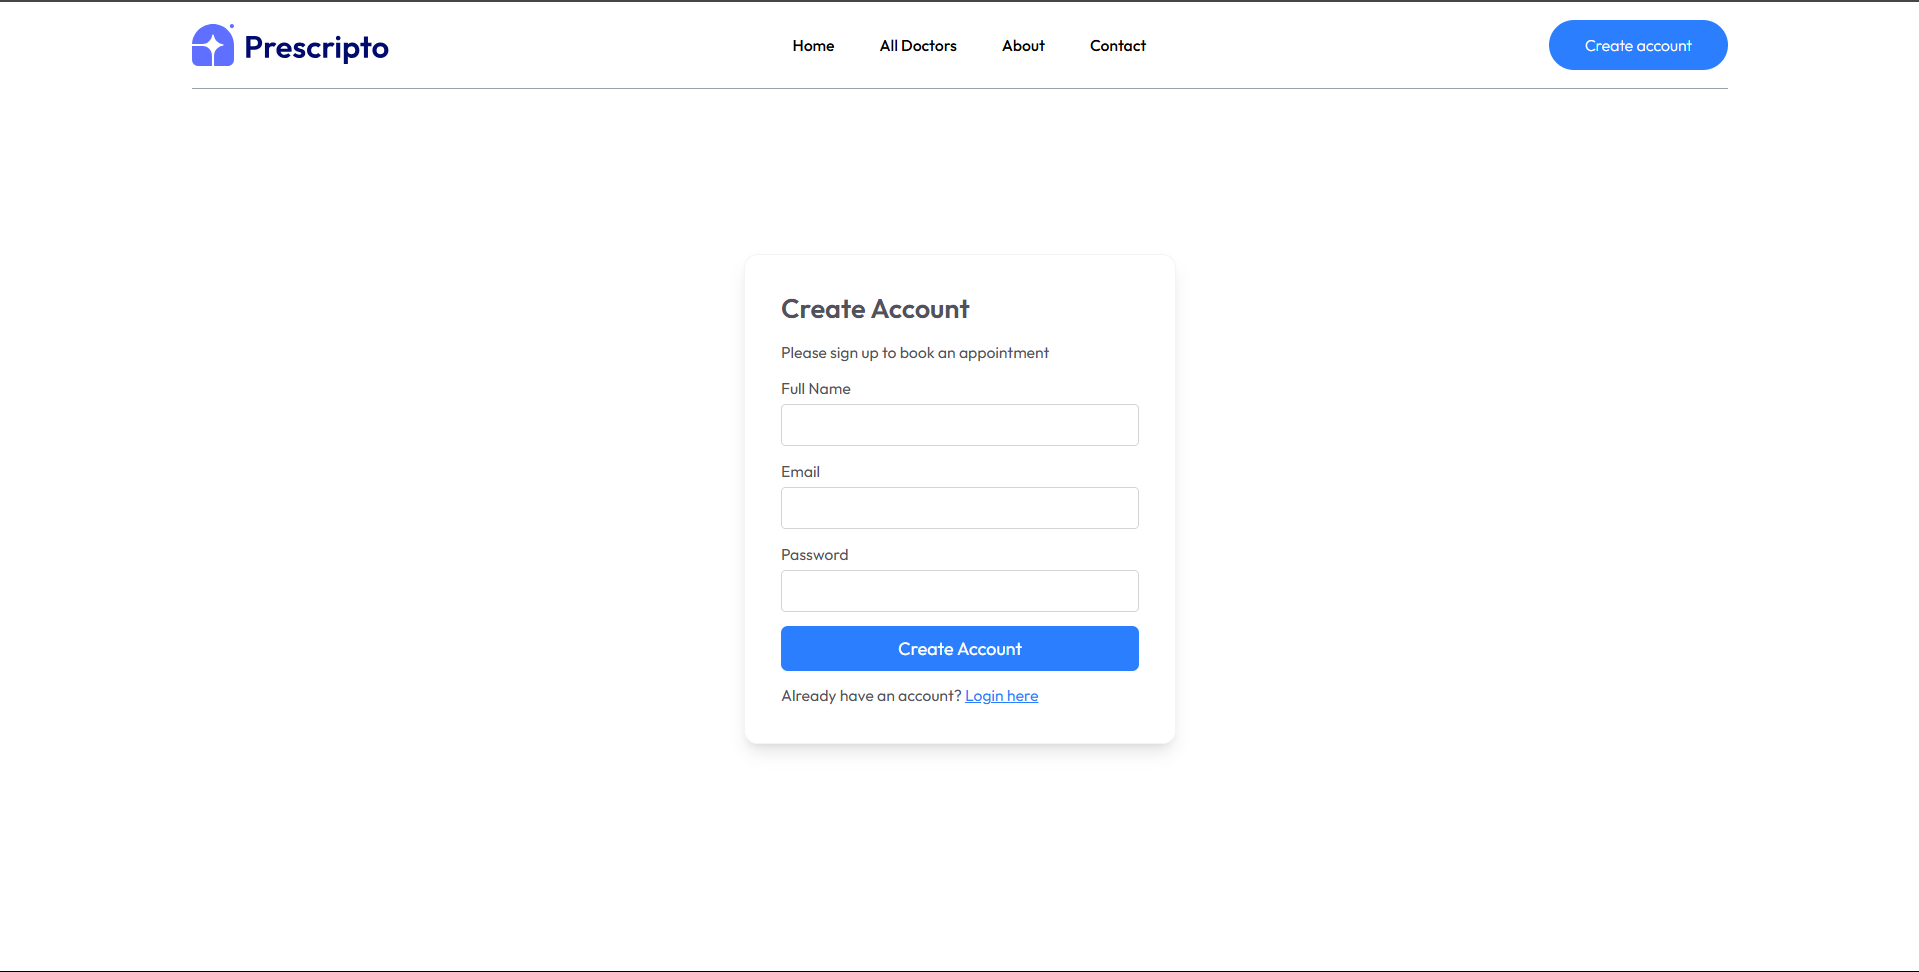 Prescripto
Home
All Doctors
About
Contact
Create account
Create Account
Please sign up to book an appointment
Full Name
Email
Password
Create Account
Already have an account? Login here